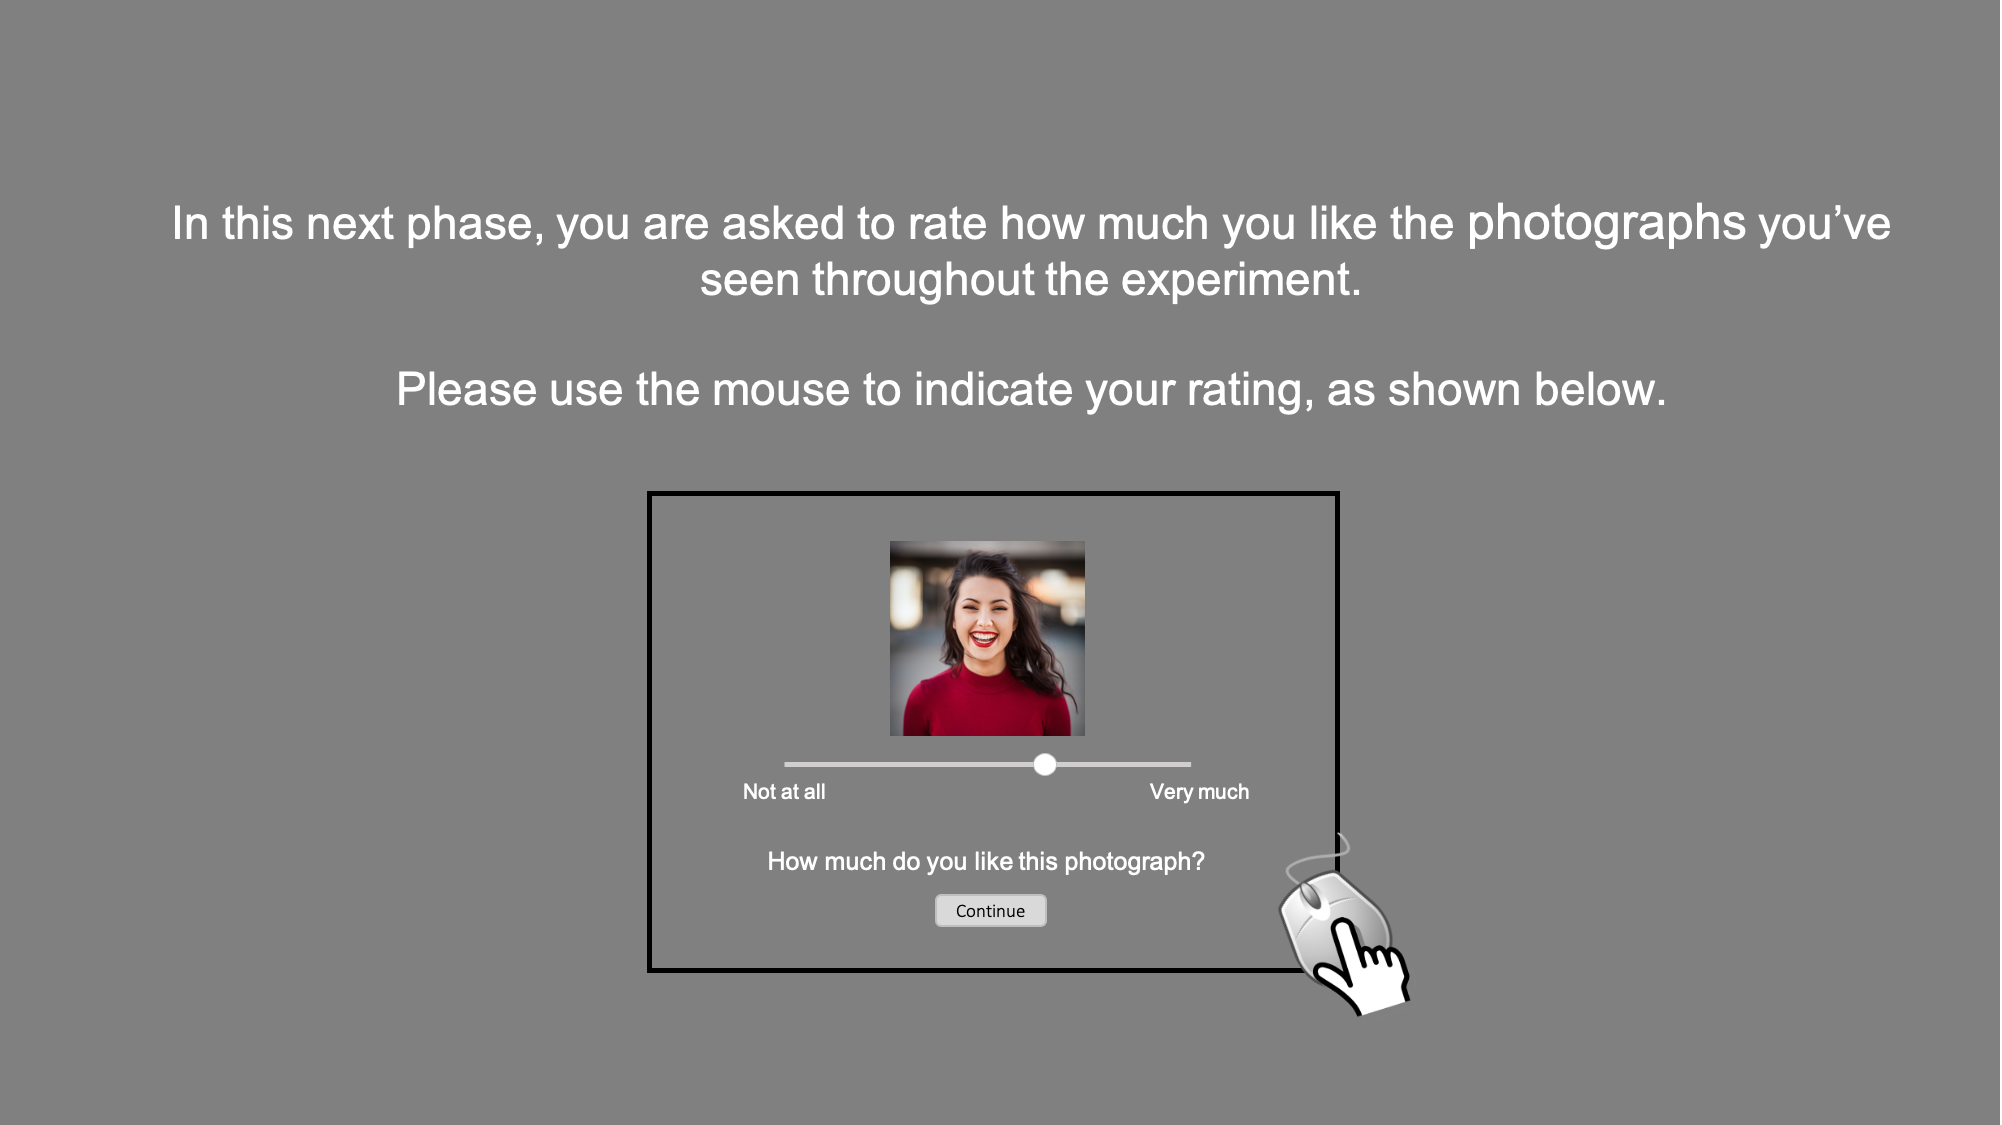 In this next phase, you are asked to rate how much you like the photographs you’ve
seen throughout the experiment.
Please use the mouse to indicate your rating, as shown below.
Not at all
Very much
How much do you like this photograph?
Continue